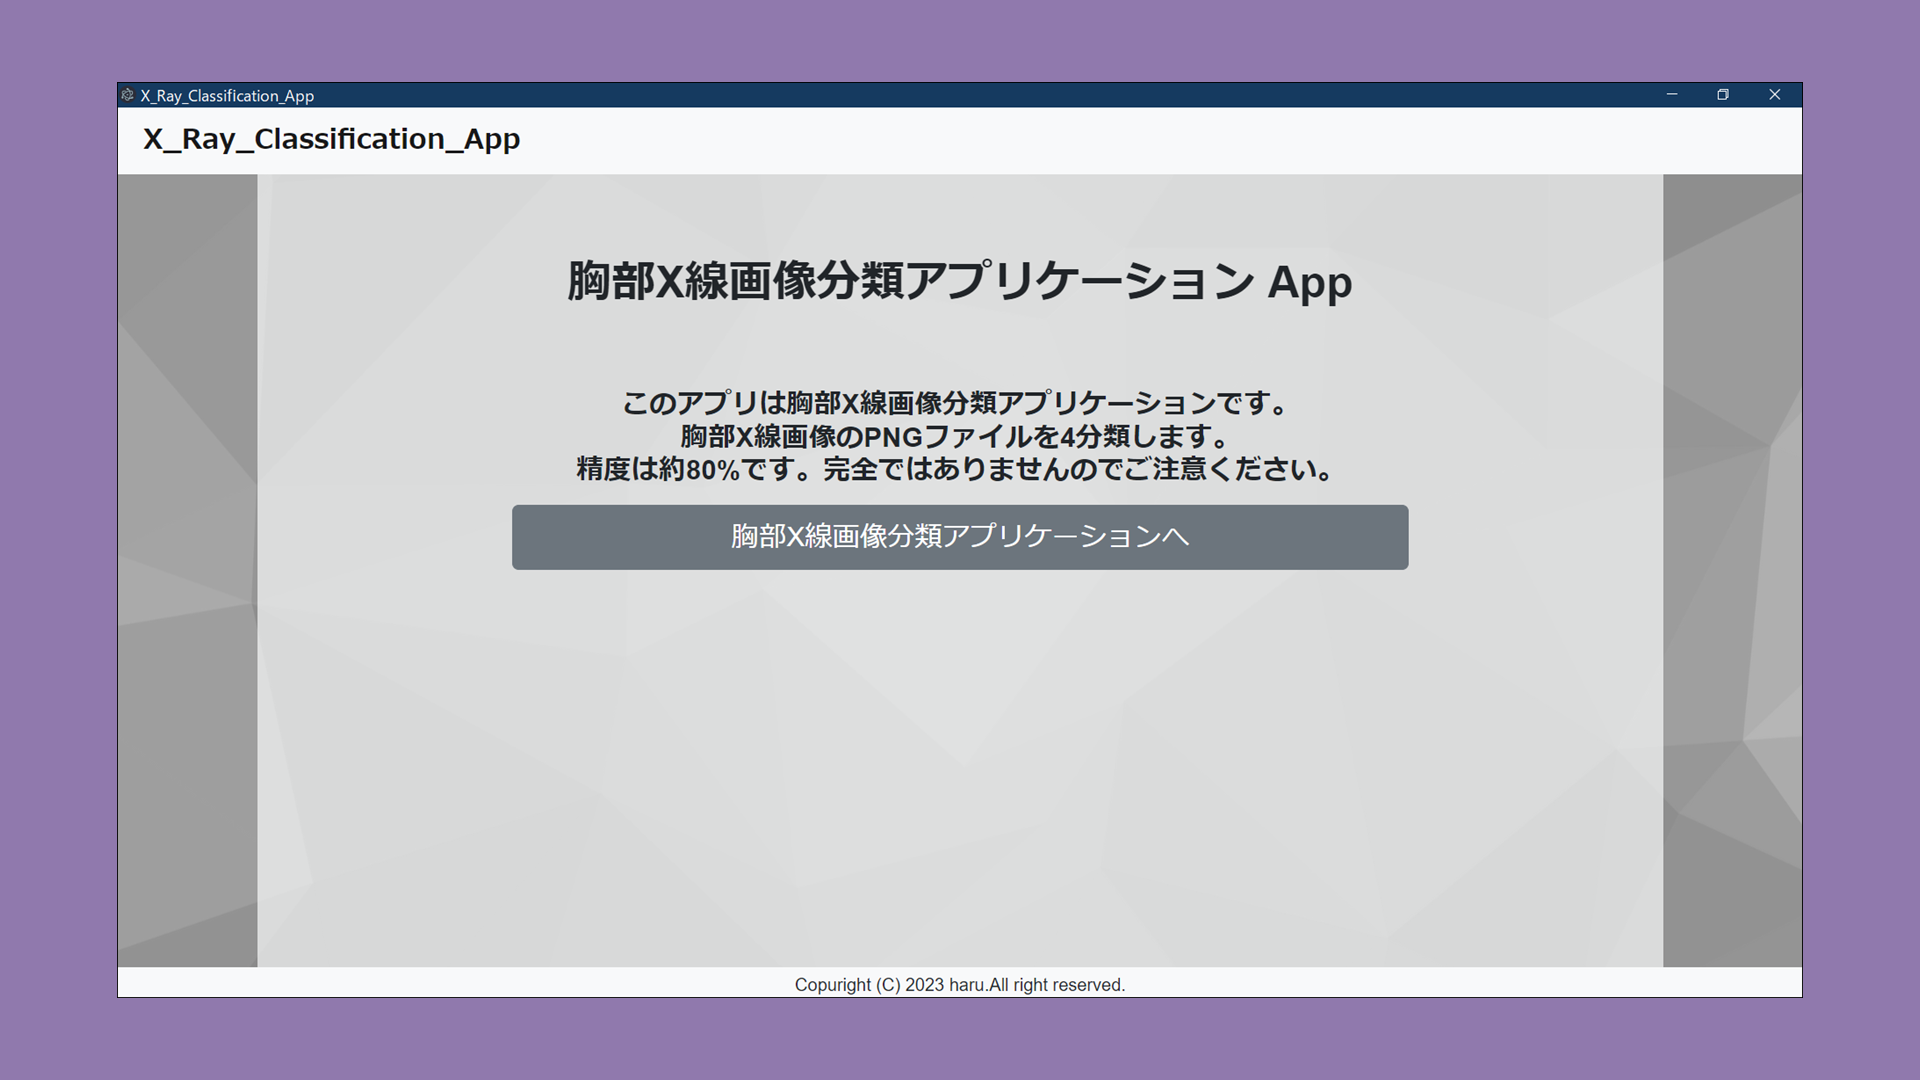 X_Ray_Classification_App
X_Ray_Classification_App
胸部X線画像分類アプリケーション App
このアプリは胸部X線画像分類アプリケーションです。
胸部X線画像のPNGファイルを4分類します。
精度は約80%です。完全ではありませんのでご注意ください。
胸部X線画像分類アプリケーションへ
Copuright (C) 2023 haru.All right reserved.